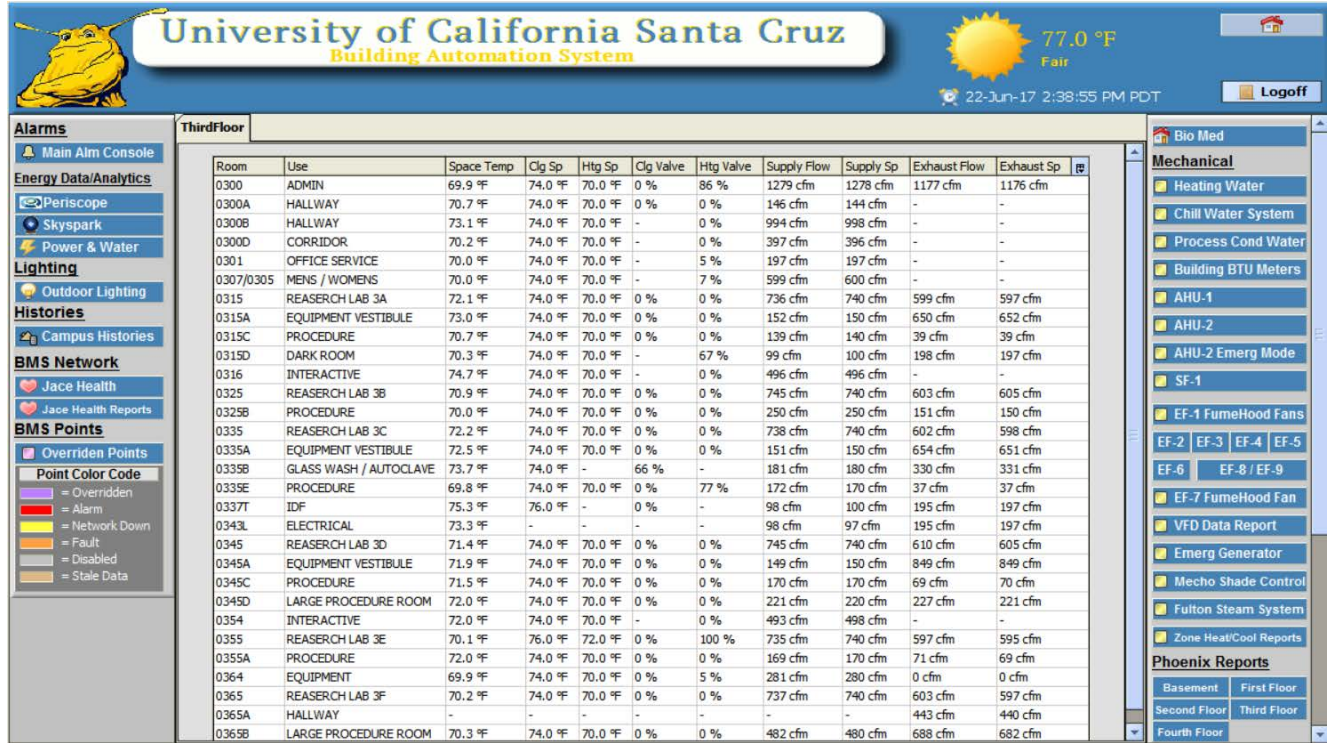 University of California Santa Cruz
Building Automation System
77.0 °F
Fair
22-Jun-17 2:38:55 PM PDT
Logoff
Alarms
Main Alm Console
Energy Data/Analytics
Periscope
Skyspark
Power & Water
Lighting
Outdoor Lighting
Histories
Campus Histories
BMS Network
Jace Health
Jace Health Reports
BMS Points
Overriden Points
Point Color Code
= Overridden
= Alarm
= Network Down
= Fault
= Disabled
= Stale Data
ThirdFloor
Room Use Space Temp Clg Sp Htg Sp Clg Valve Htg Valve Supply Flow Supply Sp Exhaust Flow Exhaust Sp
0300 ADMIN 69.9 °F 74.0 °F 70.0 °F 0 % 86 % 1279 cfm 1278 cfm 1177 cfm 1176 cfm
0300A HALLWAY 70.7 °F 74.0 °F 70.0 °F 0 % 0 % 146 cfm 144 cfm - -
0300B HALLWAY 73.1 °F 74.0 °F 70.0 °F - 0 % 994 cfm 998 cfm - -
0300D CORRIDOR 70.2 °F 74.0 °F 70.0 °F - 0 % 397 cfm 396 cfm - -
0301 OFFICE SERVICE 70.0 °F 74.0 °F 70.0 °F - 5 % 197 cfm 197 cfm - -
0307/0305 MENS / WOMENS 70.0 °F 74.0 °F 70.0 °F - 7 % 599 cfm 600 cfm - -
0315 REASERCH LAB 3A 72.1 °F 74.0 °F 70.0 °F 0 % 0 % 736 cfm 740 cfm 599 cfm 597 cfm
0315A EQUIPMENT VESTIBULE 73.0 °F 74.0 °F 70.0 °F 0 % 0 % 152 cfm 150 cfm 650 cfm 652 cfm
0315C PROCEDURE 70.7 °F 74.0 °F 70.0 °F 0 % 0 % 139 cfm 140 cfm 39 cfm 39 cfm
0315D DARK ROOM 70.3 °F 74.0 °F 70.0 °F - 67 % 99 cfm 100 cfm 198 cfm 197 cfm
0316 INTERACTIVE 74.7 °F 74.0 °F 70.0 °F - 0 % 496 cfm 496 cfm - -
0325 REASERCH LAB 3B 70.9 °F 74.0 °F 70.0 °F 0 % 0 % 745 cfm 740 cfm 603 cfm 605 cfm
0325B PROCEDURE 70.0 °F 74.0 °F 70.0 °F 0 % 0 % 250 cfm 250 cfm 151 cfm 150 cfm
0335 REASERCH LAB 3C 72.2 °F 74.0 °F 70.0 °F 0 % 0 % 738 cfm 740 cfm 602 cfm 598 cfm
0335A EQUIPMENT VESTIBULE 72.5 °F 74.0 °F 70.0 °F 0 % 0 % 151 cfm 150 cfm 654 cfm 651 cfm
0335B GLASS WASH / AUTOCLAVE 73.7 °F 74.0 °F - 66 % - 181 cfm 180 cfm 330 cfm 331 cfm
0335E PROCEDURE 69.8 °F 74.0 °F 70.0 °F 0 % 77 % 172 cfm 170 cfm 37 cfm 37 cfm
0337T IDF 75.3 °F 76.0 °F - 0 % - 98 cfm 100 cfm 195 cfm 197 cfm
0343L ELECTRICAL 73.3 °F - - - - 98 cfm 97 cfm 195 cfm 197 cfm
0345 REASERCH LAB 3D 71.4 °F 74.0 °F 70.0 °F 0 % 0 % 745 cfm 740 cfm 610 cfm 605 cfm
0345A EQUIPMENT VESTIBULE 71.9 °F 74.0 °F 70.0 °F 0 % 0 % 149 cfm 150 cfm 849 cfm 849 cfm
0345C PROCEDURE 71.5 °F 74.0 °F 70.0 °F 0 % 0 % 170 cfm 170 cfm 69 cfm 70 cfm
0345D LARGE PROCEDURE ROOM 72.0 °F 74.0 °F 70.0 °F 0 % 0 % 221 cfm 220 cfm 227 cfm 221 cfm
0354 INTERACTIVE 72.0 °F 74.0 °F 70.0 °F - 0 % 493 cfm 498 cfm - -
0355 REASERCH LAB 3E 70.1 °F 76.0 °F 72.0 °F 0 % 100 % 735 cfm 740 cfm 597 cfm 595 cfm
0355A PROCEDURE 72.0 °F 74.0 °F 70.0 °F 0 % 0 % 169 cfm 170 cfm 71 cfm 69 cfm
0364 EQUIPMENT 69.9 °F 74.0 °F 70.0 °F 0 % 5 % 281 cfm 280 cfm 0 cfm 0 cfm
0365 REASERCH LAB 3F 70.2 °F 74.0 °F 70.0 °F 0 % 0 % 737 cfm 740 cfm 603 cfm 597 cfm
0365A HALLWAY - - - - - - - 443 cfm 440 cfm
0365B LARGE PROCEDURE ROOM 70.3 °F 74.0 °F 70.0 °F 0 % 0 % 482 cfm 480 cfm 688 cfm 682 cfm
Bio Med
Mechanical
Heating Water
Chill Water System
Process Cond Water
Building BTU Meters
AHU-1
AHU-2
AHU-2 Emerg Mode
SF-1
EF-1 FumeHood Fans
EF-2 EF-3 EF-4 EF-5
EF-6 EF-8 / EF-9
EF-7 FumeHood Fan
VFD Data Report
Emerg Generator
Mecho Shade Control
Fulton Steam System
Zone Heat/Cool Reports
Phoenix Reports
Basement First Floor
Second Floor Third Floor
Fourth Floor